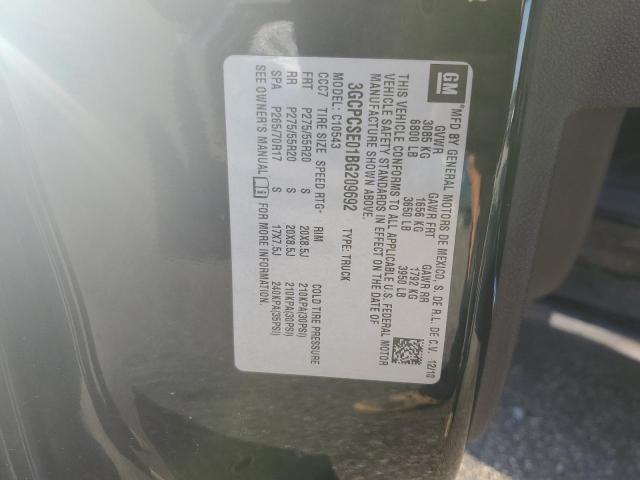 GM
MFD BY GENERAL MOTORS DE MEXICO, S. DE R.L. DE C.V. 12/10
GVWR GAWR FRT GAWR RR
3085 KG 1656 KG 1792 KG
6800 LB 3650 LB 3950 LB
THIS VEHICLE CONFORMS TO ALL APPLICABLE U.S. FEDERAL MOTOR
VEHICLE SAFETY STANDARDS IN EFFECT ON THE DATE OF
MANUFACTURE SHOWN ABOVE.
3GCPCSE01BG209692 TYPE: TRUCK
MODEL: C10543
CCC7 TIRE SIZE SPEED RTG RIM COLD TIRE PRESSURE
FRT P275/55R20 S 20X8.5J 210KPA(30PSI)
RR P275/55R20 S 20X8.5J 210KPA(30PSI)
SPA P265/70R17 S 17X7.5J 240KPA(35PSI)
SEE OWNER'S MANUAL FOR MORE INFORMATION.